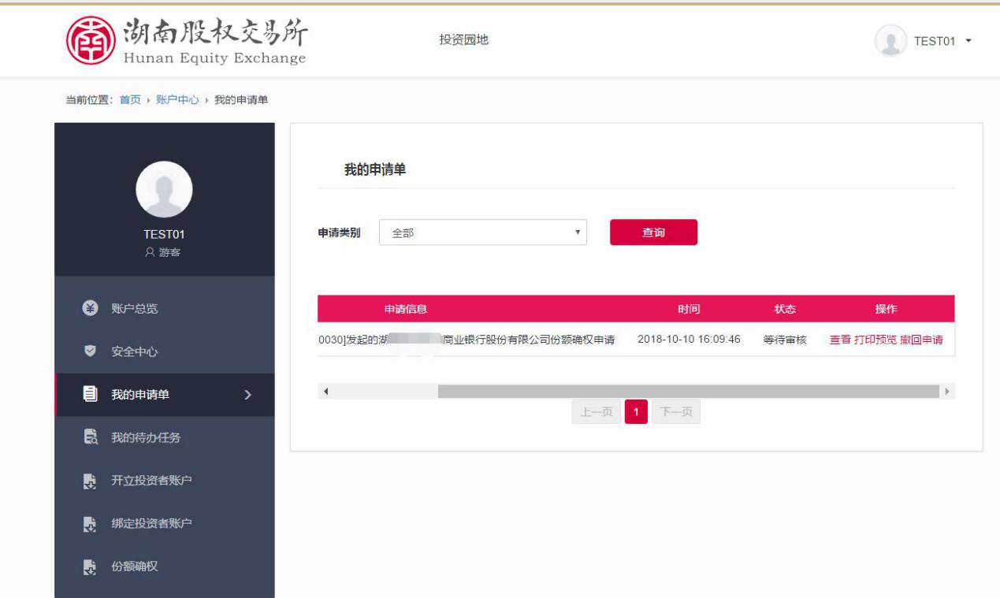 湖南股权交易所
Hunan Equity Exchange
投资园地
TEST01
当前位置：首页 账户中心 我的申请单
TEST01
游客
账户总览
安全中心
我的申请单
我的待办任务
开立投资者账户
绑定投资者账户
份额确权
我的申请单
申请类别 全部 查询
申请信息 时间 状态 操作
0030]发起的湖 商业银行股份有限公司份额确权申请 2018-10-10 16:09:46 等待审核 查看 打印预览 撤回申请
上一页 1 下一页